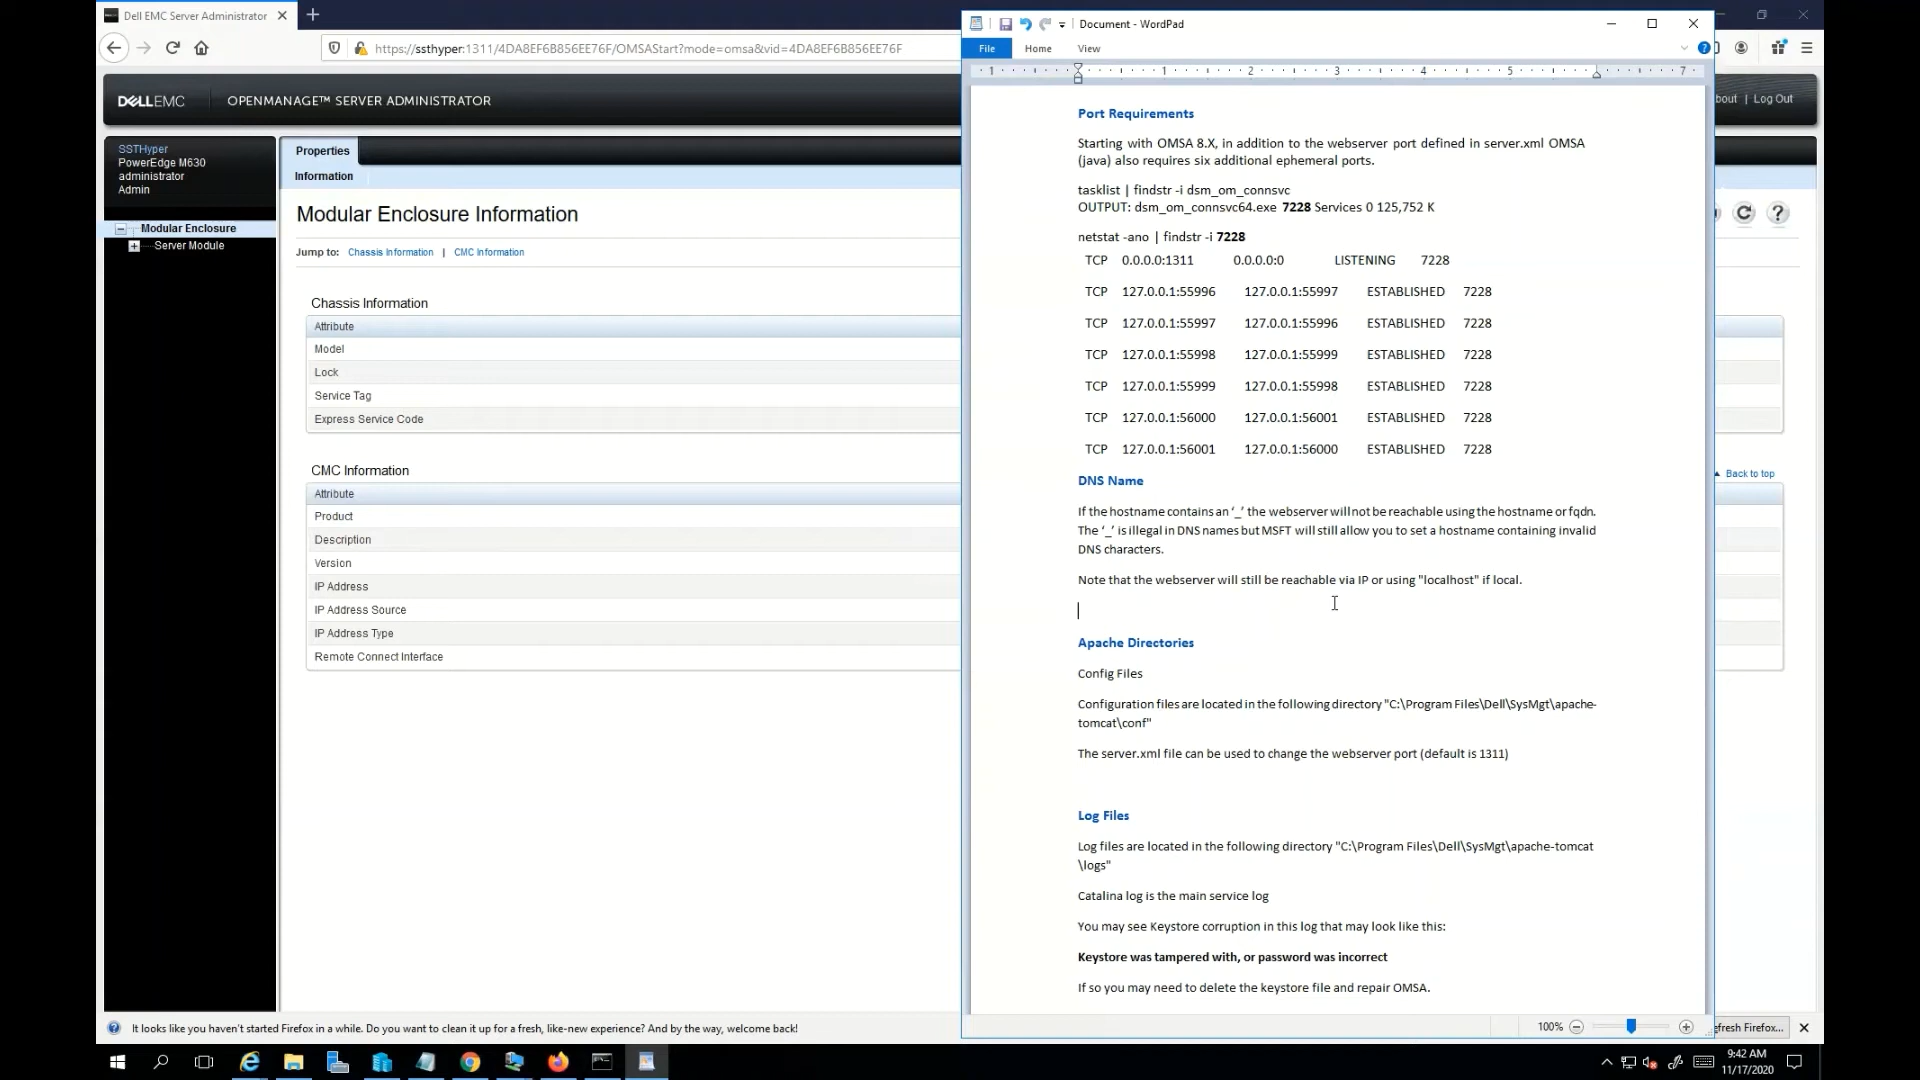 Dell EMC Server Administrator
Document - WordPad
https://ssthyper:1311/4DA8EF6B856EE76F/OMSAStart?mode=omsa&vid=4DA8EF6B856EE76F
File Home View
1 1 2 3 4 5 7
DELLEMC OPENMANAGE™ SERVER ADMINISTRATOR
bout | Log Out
SSTHyper
PowerEdge M630
administrator
Admin
Modular Enclosure
Server Module
Properties
Information
Modular Enclosure Information
Jump to: Chassis Information | CMC Information
Chassis Information
Attribute
Model
Lock
Service Tag
Express Service Code
Back to top
CMC Information
Attribute
Product
Description
Version
IP Address
IP Address Source
IP Address Type
Remote Connect Interface
Port Requirements
Starting with OMSA 8.X, in addition to the webserver port defined in server.xml OMSA
(java) also requires six additional ephemeral ports.
tasklist | findstr -i dsm_om_connsvc
OUTPUT: dsm_om_connsvc64.exe 7228 Services 0 125,752 K
netstat -ano | findstr -i 7228
TCP 0.0.0.0:1311 0.0.0.0:0 LISTENING 7228
TCP 127.0.0.1:55996 127.0.0.1:55997 ESTABLISHED 7228
TCP 127.0.0.1:55997 127.0.0.1:55996 ESTABLISHED 7228
TCP 127.0.0.1:55998 127.0.0.1:55999 ESTABLISHED 7228
TCP 127.0.0.1:55999 127.0.0.1:55998 ESTABLISHED 7228
TCP 127.0.0.1:56000 127.0.0.1:56001 ESTABLISHED 7228
TCP 127.0.0.1:56001 127.0.0.1:56000 ESTABLISHED 7228
DNS Name
If the hostname contains an ‘_’ the webserver will not be reachable using the hostname or fqdn.
The ‘_’ is illegal in DNS names but MSFT will still allow you to set a hostname containing invalid
DNS characters.
Note that the webserver will still be reachable via IP or using "localhost" if local.
Apache Directories
Config Files
Configuration files are located in the following directory "C:\Program Files\Dell\SysMgt\apache-
tomcat\conf"
The server.xml file can be used to change the webserver port (default is 1311)
Log Files
Log files are located in the following directory "C:\Program Files\Dell\SysMgt\apache-tomcat
\logs"
Catalina log is the main service log
You may see Keystore corruption in this log that may look like this:
Keystore was tampered with, or password was incorrect
If so you may need to delete the keystore file and repair OMSA.
100%
It looks like you haven't started Firefox in a while. Do you want to clean it up for a fresh, like-new experience? And by the way, welcome back!
efresh Firefox...
9:42 AM
11/17/2020